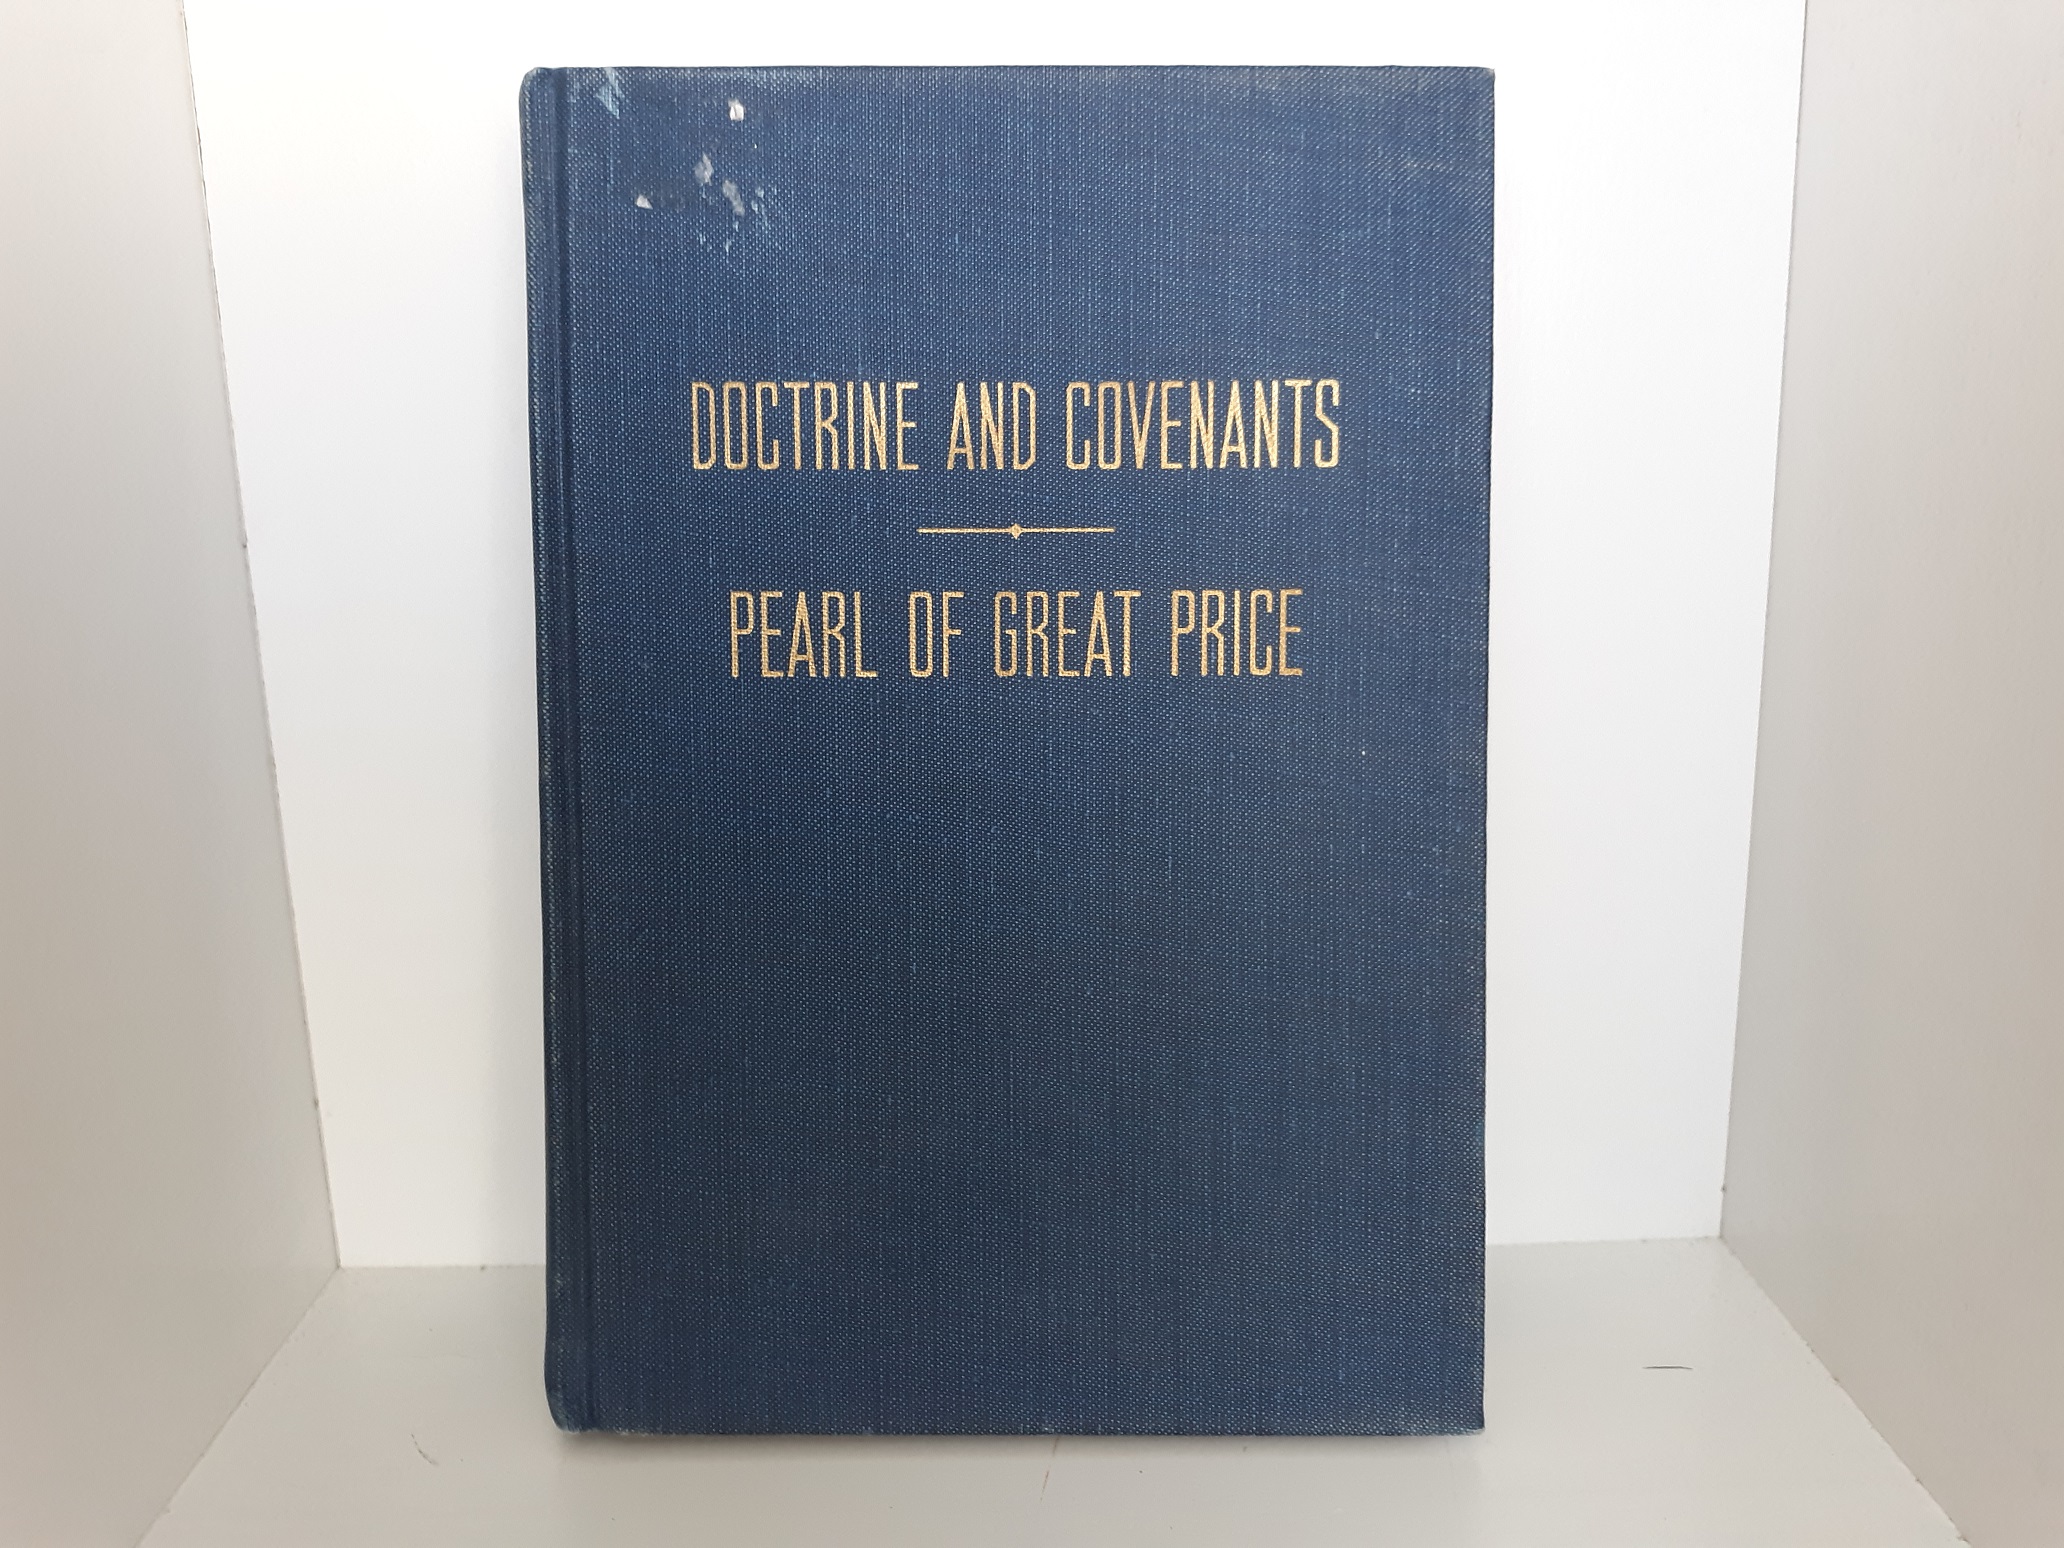 DOCTRINE AND COVENANTS
PEARL OF GREAT PRICE